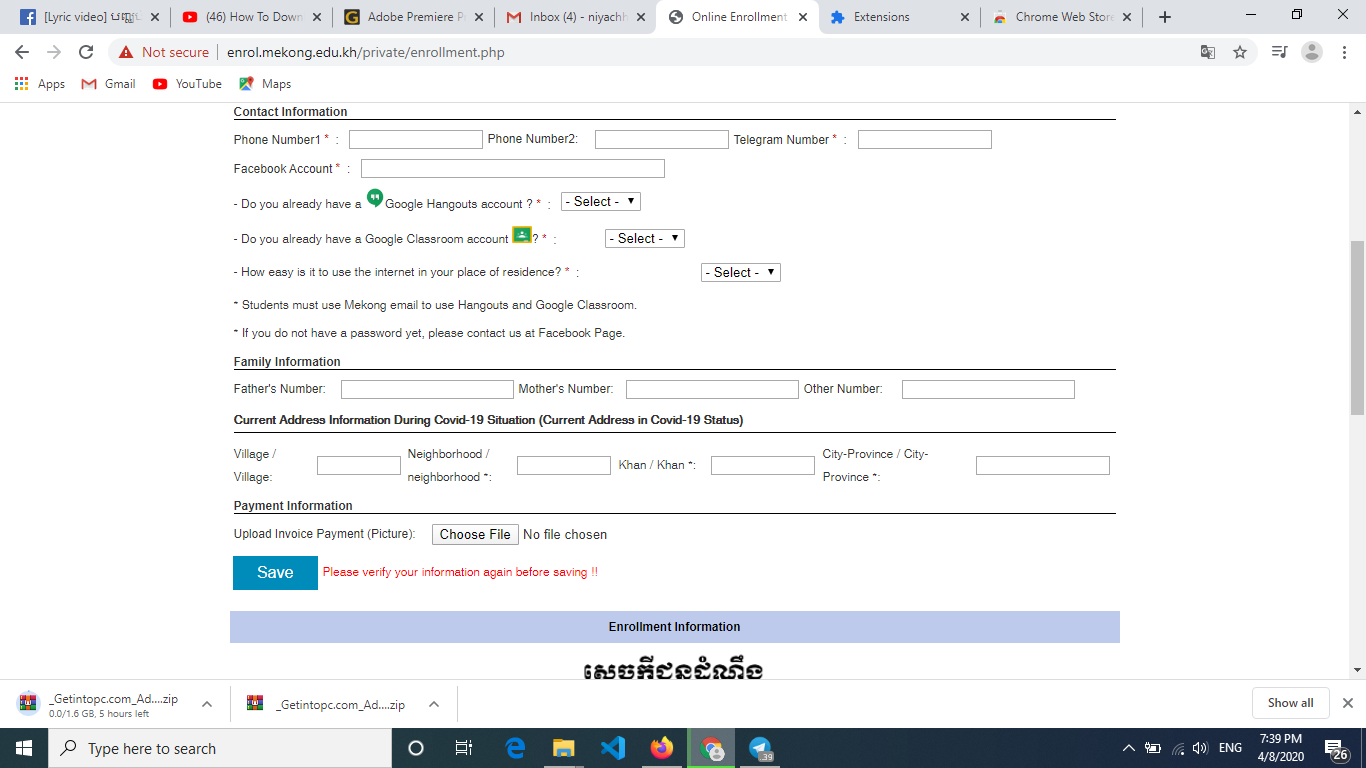 [Lyric video]
(46) How To Down
Adobe Premiere P
Inbox (4) - niyachh
Online Enrollment
Extensions
Chrome Web Store
Not secure
enrol.mekong.edu.kh/private/enrollment.php
Apps Gmail YouTube Maps
Contact Information
Phone Number1 * : Phone Number2: Telegram Number * :
Facebook Account * :
- Do you already have a Google Hangouts account ? * : - Select -
- Do you already have a Google Classroom account ? * : - Select -
- How easy is it to use the internet in your place of residence? * : - Select -
* Students must use Mekong email to use Hangouts and Google Classroom.
* If you do not have a password yet, please contact us at Facebook Page.
Family Information
Father's Number: Mother's Number: Other Number:
Current Address Information During Covid-19 Situation (Current Address in Covid-19 Status)
Village / Village:
Neighborhood / neighborhood *:
Khan / Khan *:
City-Province / City-Province *:
Payment Information
Upload Invoice Payment (Picture): Choose File No file chosen
Save Please verify your information again before saving !!
Enrollment Information
សេចក្តីជូនដំណឹង
_Getintopc.com_Ad....zip
0.0/1.6 GB, 5 hours left
_Getintopc.com_Ad....zip
Show all
Type here to search
.39
ENG
7:39 PM
4/8/2020
26